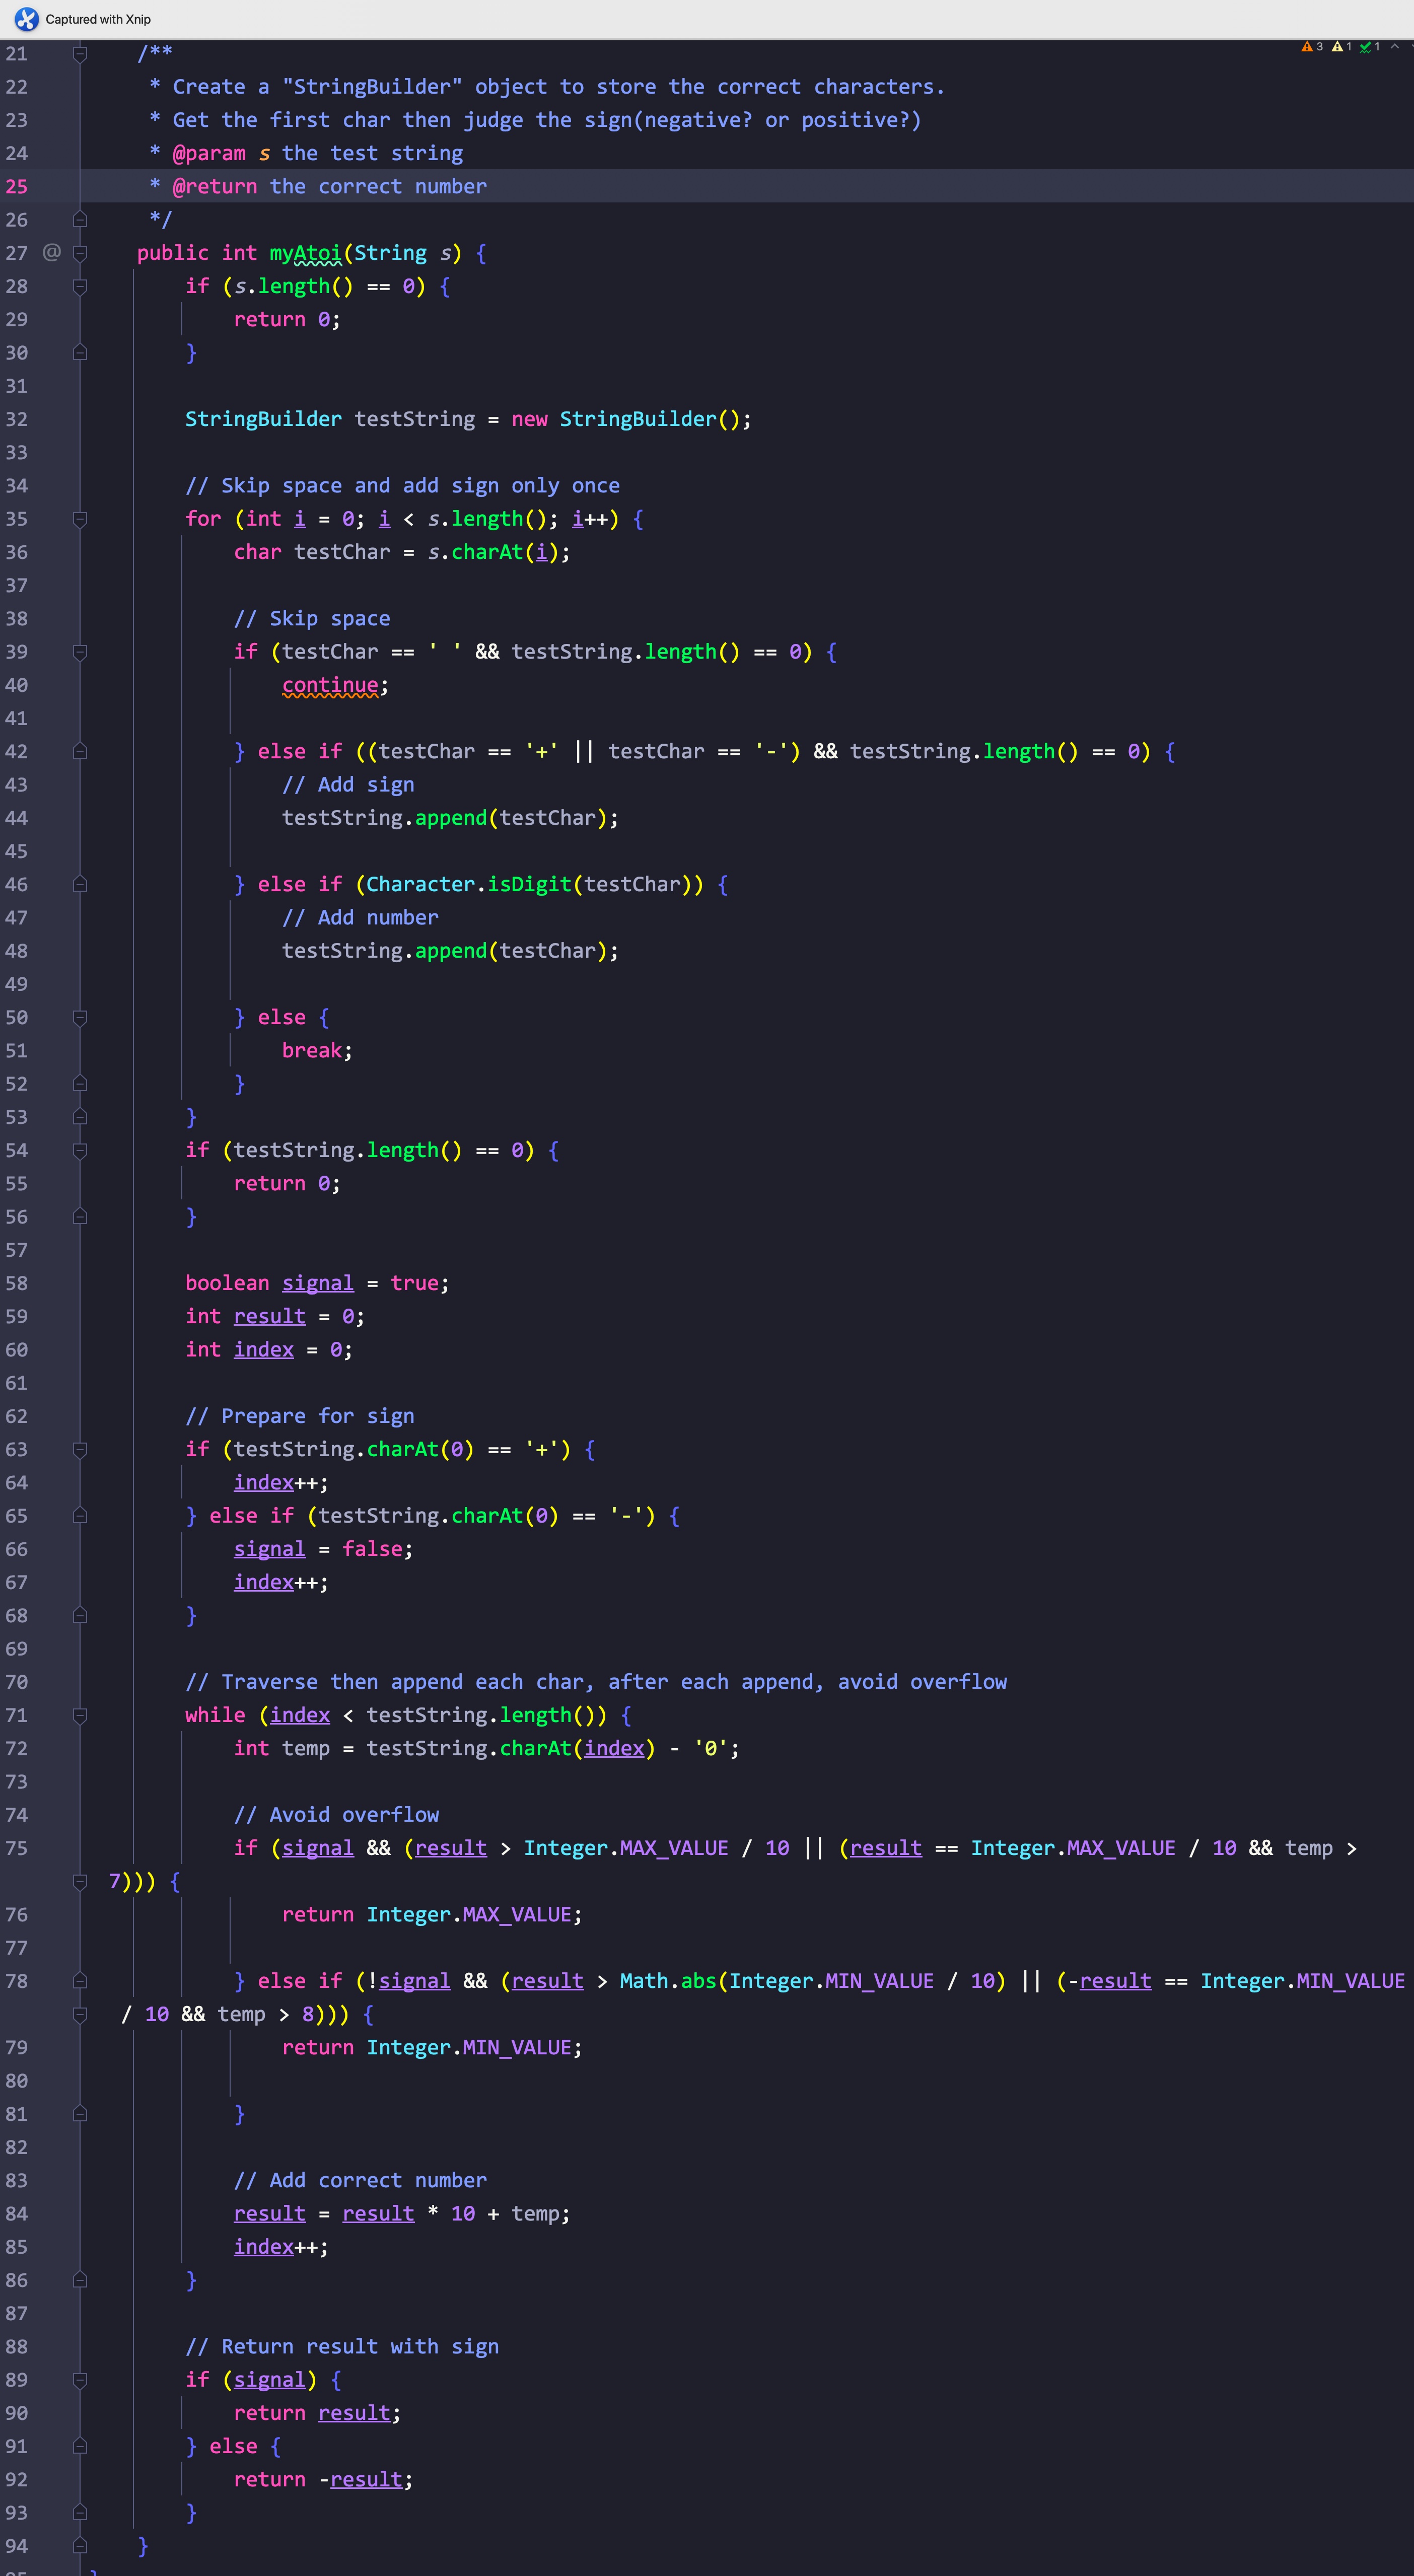 Captured with Xnip
3 1 1
21 /**
22 * Create a "StringBuilder" object to store the correct characters.
23 * Get the first char then judge the sign(negative? or positive?)
24 * @param s the test string
25 * @return the correct number
26 */
27 @ public int myAtoi(String s) {
28 if (s.length() == 0) {
29 return 0;
30 }
31
32 StringBuilder testString = new StringBuilder();
33
34 // Skip space and add sign only once
35 for (int i = 0; i < s.length(); i++) {
36 char testChar = s.charAt(i);
37
38 // Skip space
39 if (testChar == ' ' && testString.length() == 0) {
40 continue;
41
42 } else if ((testChar == '+' || testChar == '-') && testString.length() == 0) {
43 // Add sign
44 testString.append(testChar);
45
46 } else if (Character.isDigit(testChar)) {
47 // Add number
48 testString.append(testChar);
49
50 } else {
51 break;
52 }
53 }
54 if (testString.length() == 0) {
55 return 0;
56 }
57
58 boolean signal = true;
59 int result = 0;
60 int index = 0;
61
62 // Prepare for sign
63 if (testString.charAt(0) == '+') {
64 index++;
65 } else if (testString.charAt(0) == '-') {
66 signal = false;
67 index++;
68 }
69
70 // Traverse then append each char, after each append, avoid overflow
71 while (index < testString.length()) {
72 int temp = testString.charAt(index) - '0';
73
74 // Avoid overflow
75 if (signal && (result > Integer.MAX_VALUE / 10 || (result == Integer.MAX_VALUE / 10 && temp >
7))) {
76 return Integer.MAX_VALUE;
77
78 } else if (!signal && (result > Math.abs(Integer.MIN_VALUE / 10) || (-result == Integer.MIN_VALUE
/ 10 && temp > 8))) {
79 return Integer.MIN_VALUE;
80
81 }
82
83 // Add correct number
84 result = result * 10 + temp;
85 index++;
86 }
87
88 // Return result with sign
89 if (signal) {
90 return result;
91 } else {
92 return -result;
93 }
94 }